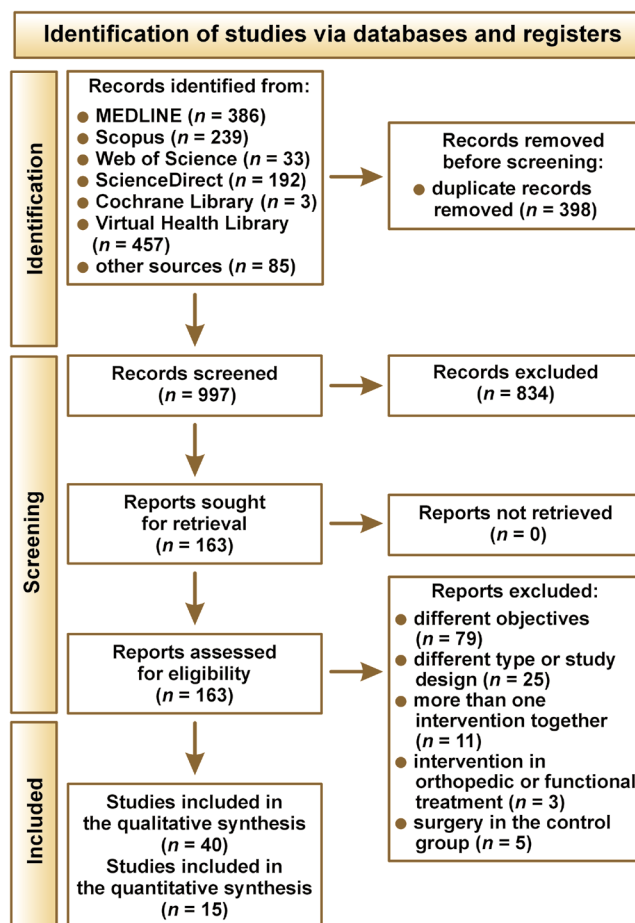 Identification of studies via databases and registers
Identification
Records identified from:
● MEDLINE (n = 386)
● Scopus (n = 239)
● Web of Science (n = 33)
● ScienceDirect (n = 192)
● Cochrane Library (n = 3)
● Virtual Health Library
(n = 457)
● other sources (n = 85)
Records removed
before screening:
● duplicate records
removed (n = 398)
Screening
Records screened
(n = 997)
Records excluded
(n = 834)
Reports sought
for retrieval
(n = 163)
Reports not retrieved
(n = 0)
Reports assessed
for eligibility
(n = 163)
Reports excluded:
● different objectives
(n = 79)
● different type or study
design (n = 25)
● more than one
intervention together
(n = 11)
● intervention in
orthopedic or functional
treatment (n = 3)
● surgery in the control
group (n = 5)
Included
Studies included in
the qualitative synthesis
(n = 40)
Studies included in
the quantitative synthesis
(n = 15)